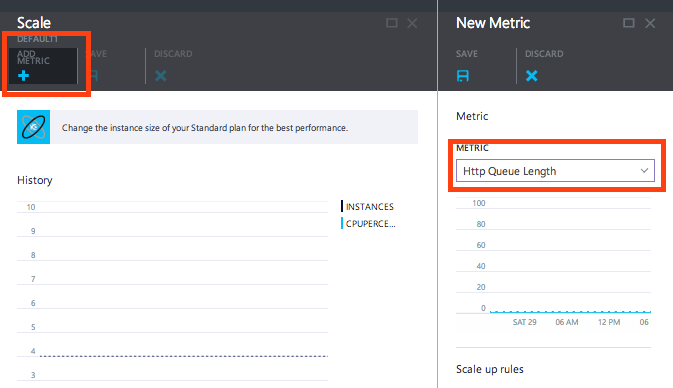 Scale
DEFAULT1
ADD
METRIC
SAVE
DISCARD
Change the instance size of your Standard plan for the best performance.
History
10
9
8
7
6
5
4
3
INSTANCES
CPUPERCE...
New Metric
SAVE
DISCARD
Metric
METRIC
Http Queue Length
100
80
60
40
20
0
SAT 29
06 AM
12 PM
06
Scale up rules